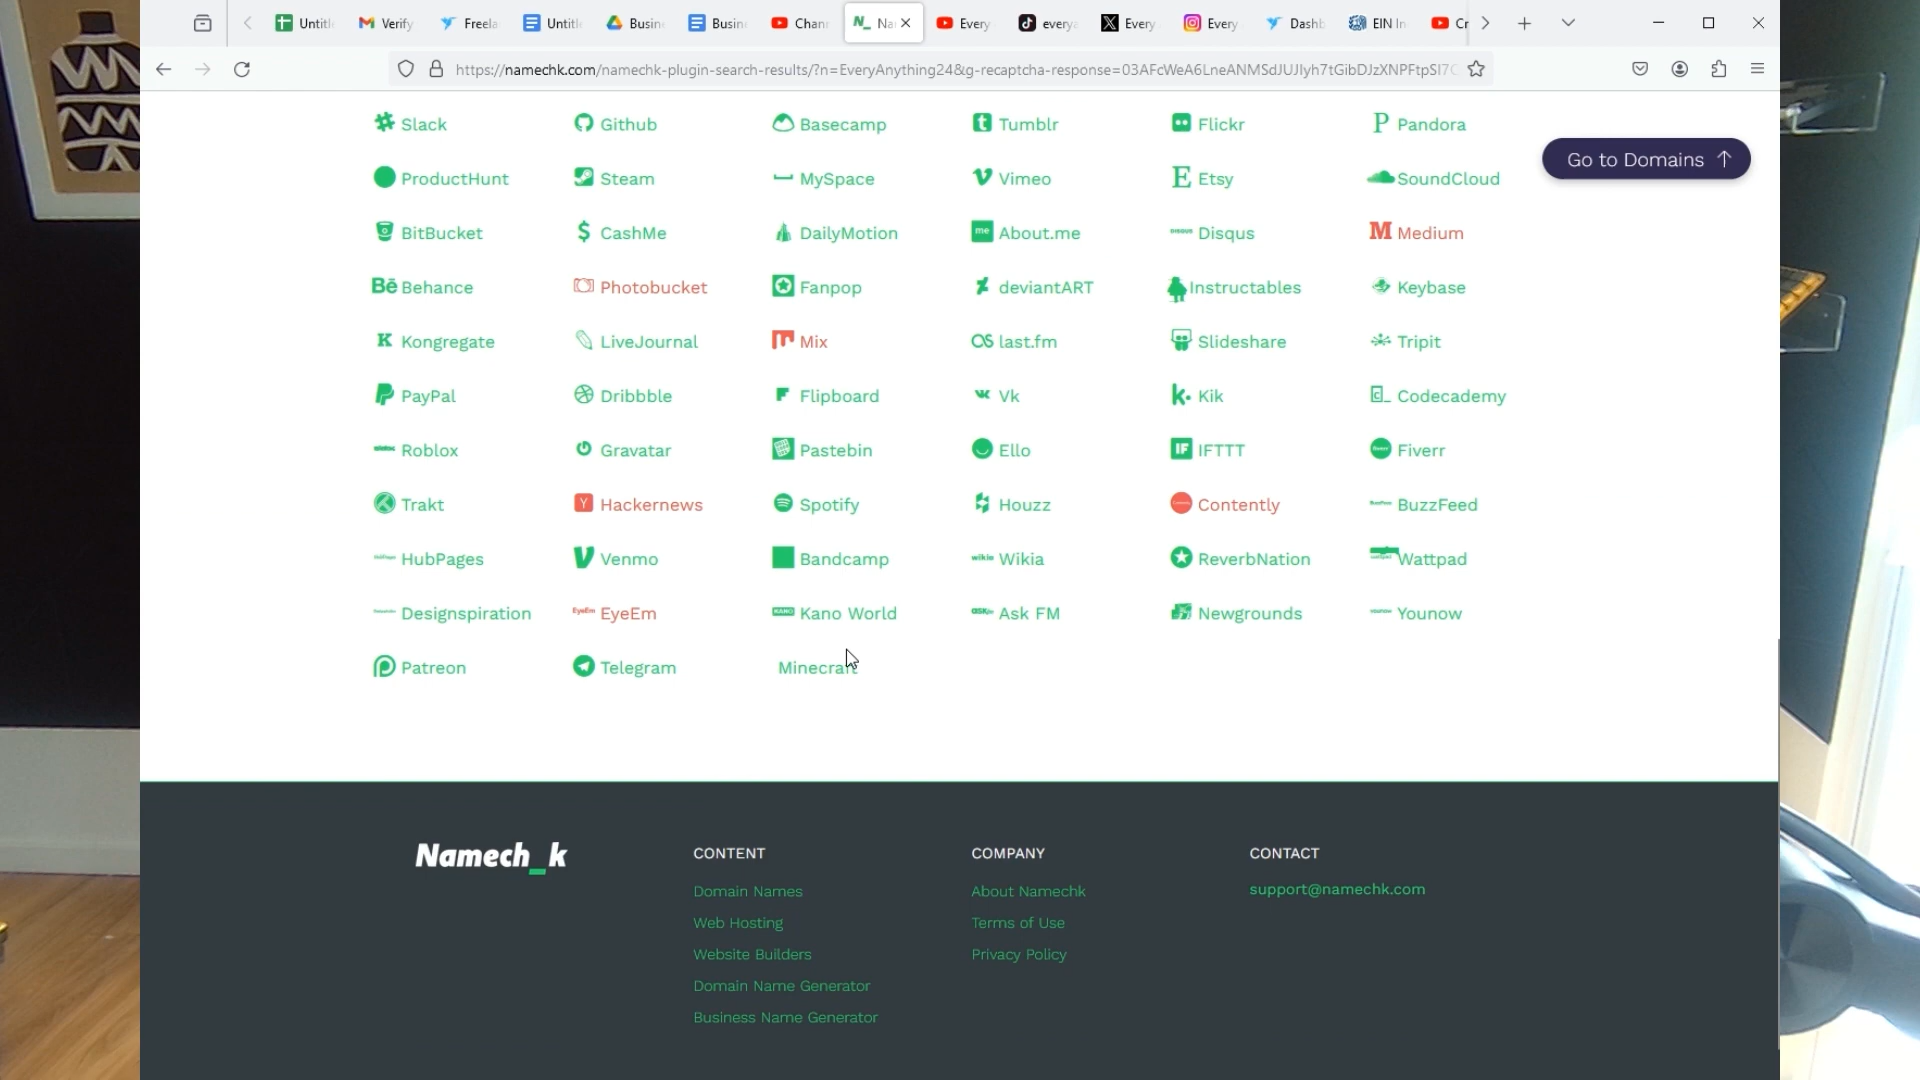 Untitl
Verify
Freela
Untitl
Busin
Busin
Chann
Na
Every
every
Every
Every
Dashb
EIN In
Cr
https://namechk.com/namechk-plugin-search-results/?n=EveryAnything24&g-recaptcha-response=03AFcWeA6LneANMSdJUJIyh7tGibDJzXNPFtpSI7C
Slack Github Basecamp Tumblr Flickr Pandora
Go to Domains ↑
ProductHunt Steam MySpace Vimeo Etsy SoundCloud
BitBucket CashMe DailyMotion About.me Disqus Medium
Behance Photobucket Fanpop deviantART Instructables Keybase
Kongregate LiveJournal Mix last.fm Slideshare Tripit
PayPal Dribbble Flipboard Vk Kik Codecademy
Roblox Gravatar Pastebin Ello IFTTT Fiverr
Trakt Hackernews Spotify Houzz Contently BuzzFeed
HubPages Venmo Bandcamp Wikia ReverbNation Wattpad
Designspiration EyeEm Kano World Ask FM Newgrounds Younow
Patreon Telegram Minecraft
Namech_k
CONTENT
Domain Names
Web Hosting
Website Builders
Domain Name Generator
Business Name Generator
COMPANY
About Namechk
Terms of Use
Privacy Policy
CONTACT
support@namechk.com